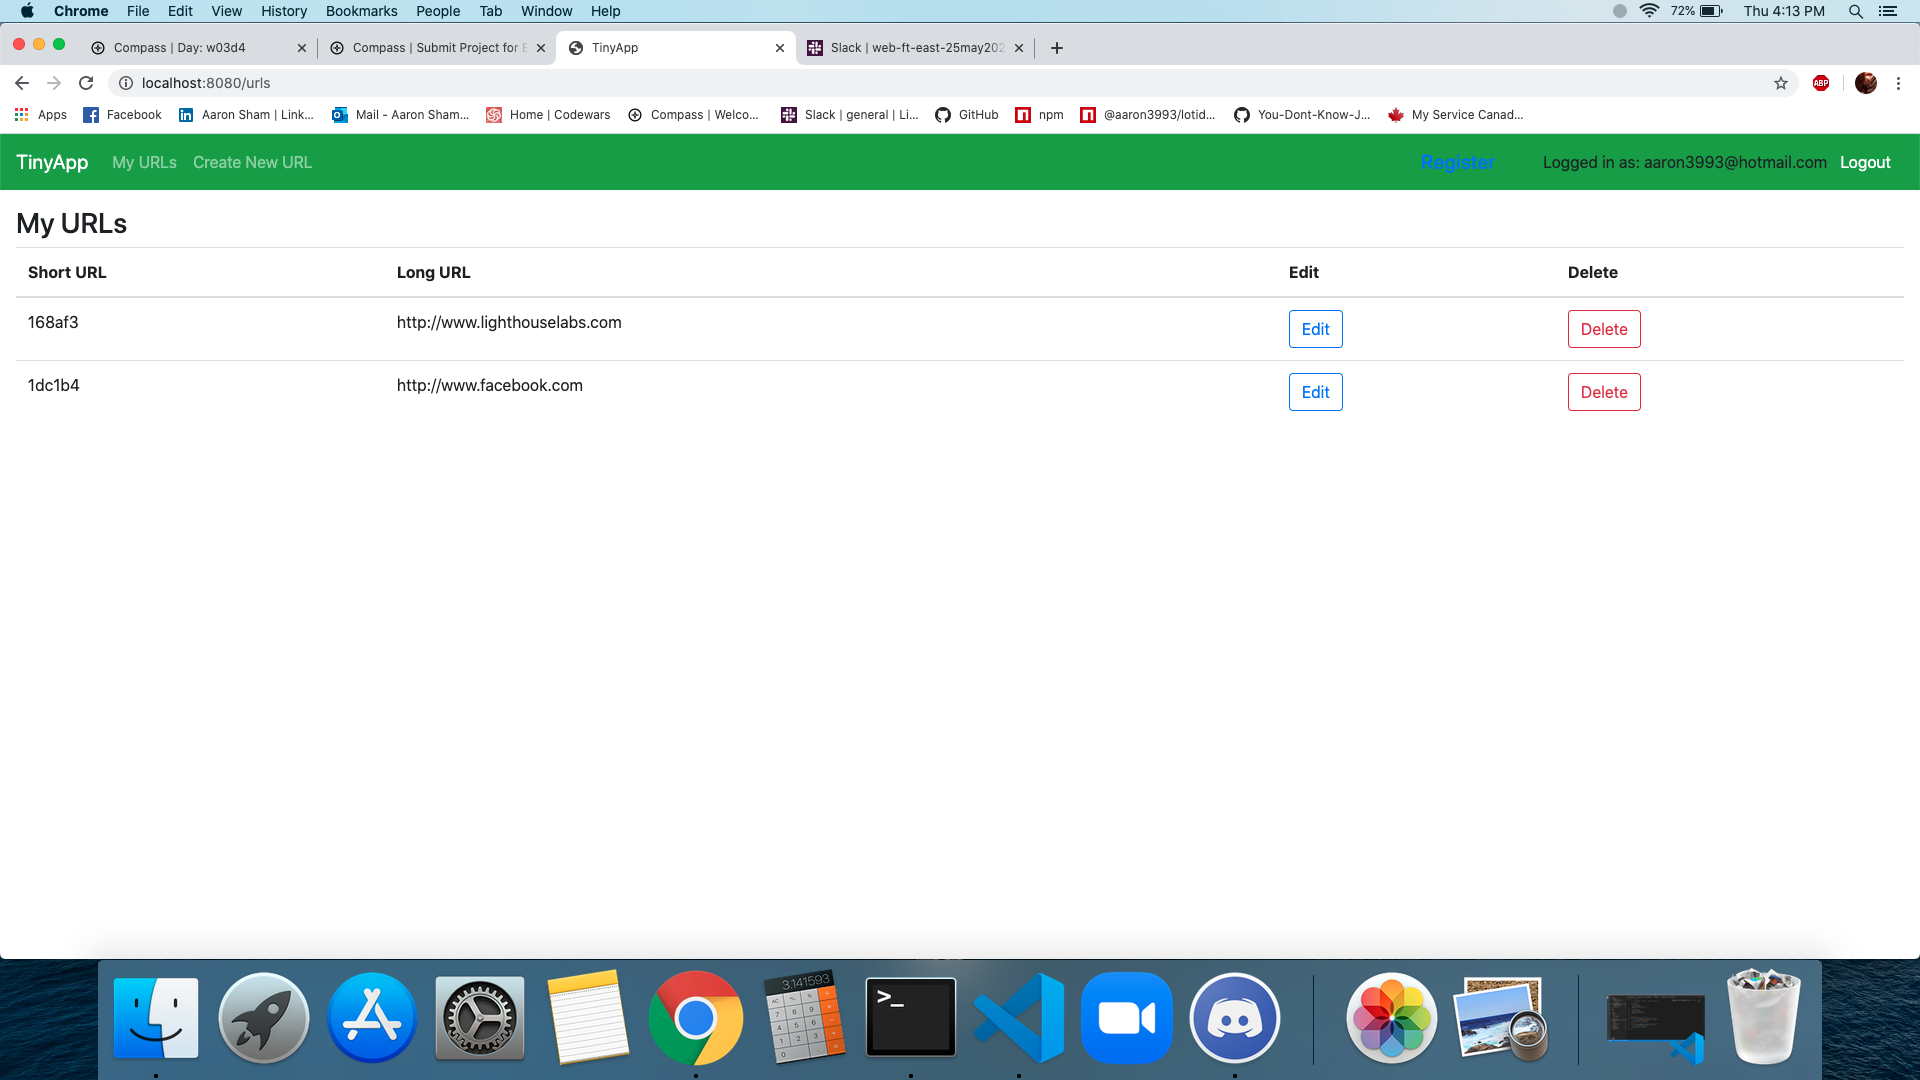 Chrome File Edit View History Bookmarks People Tab Window Help 72% Thu 4:13 PM
Compass | Day: w03d4 Compass | Submit Project for E TinyApp Slack | web-ft-east-25may202
localhost:8080/urls ABP
Apps Facebook Aaron Sham | Link... Mail - Aaron Sham... Home | Codewars Compass | Welco... Slack | general | Li... GitHub npm @aaron3993/lotid... You-Dont-Know-J... My Service Canad...
TinyApp My URLs Create New URL Register Logged in as: aaron3993@hotmail.com Logout
My URLs
Short URL Long URL Edit Delete
168af3 http://www.lighthouselabs.com Edit Delete
1dc1b4 http://www.facebook.com Edit Delete
3.141593
>_